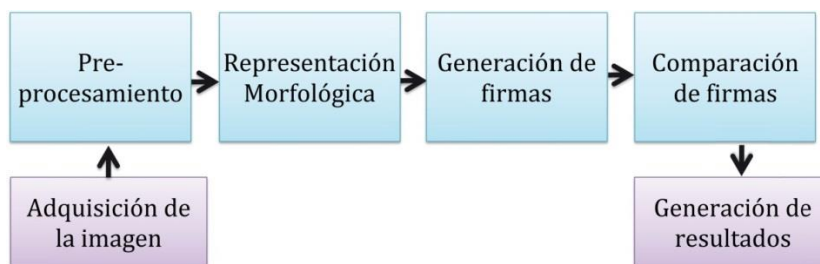 Pre-
procesamiento
Representación
Morfológica
Generación de
firmas
Comparación
de firmas
Adquisición de
la imagen
Generación de
resultados